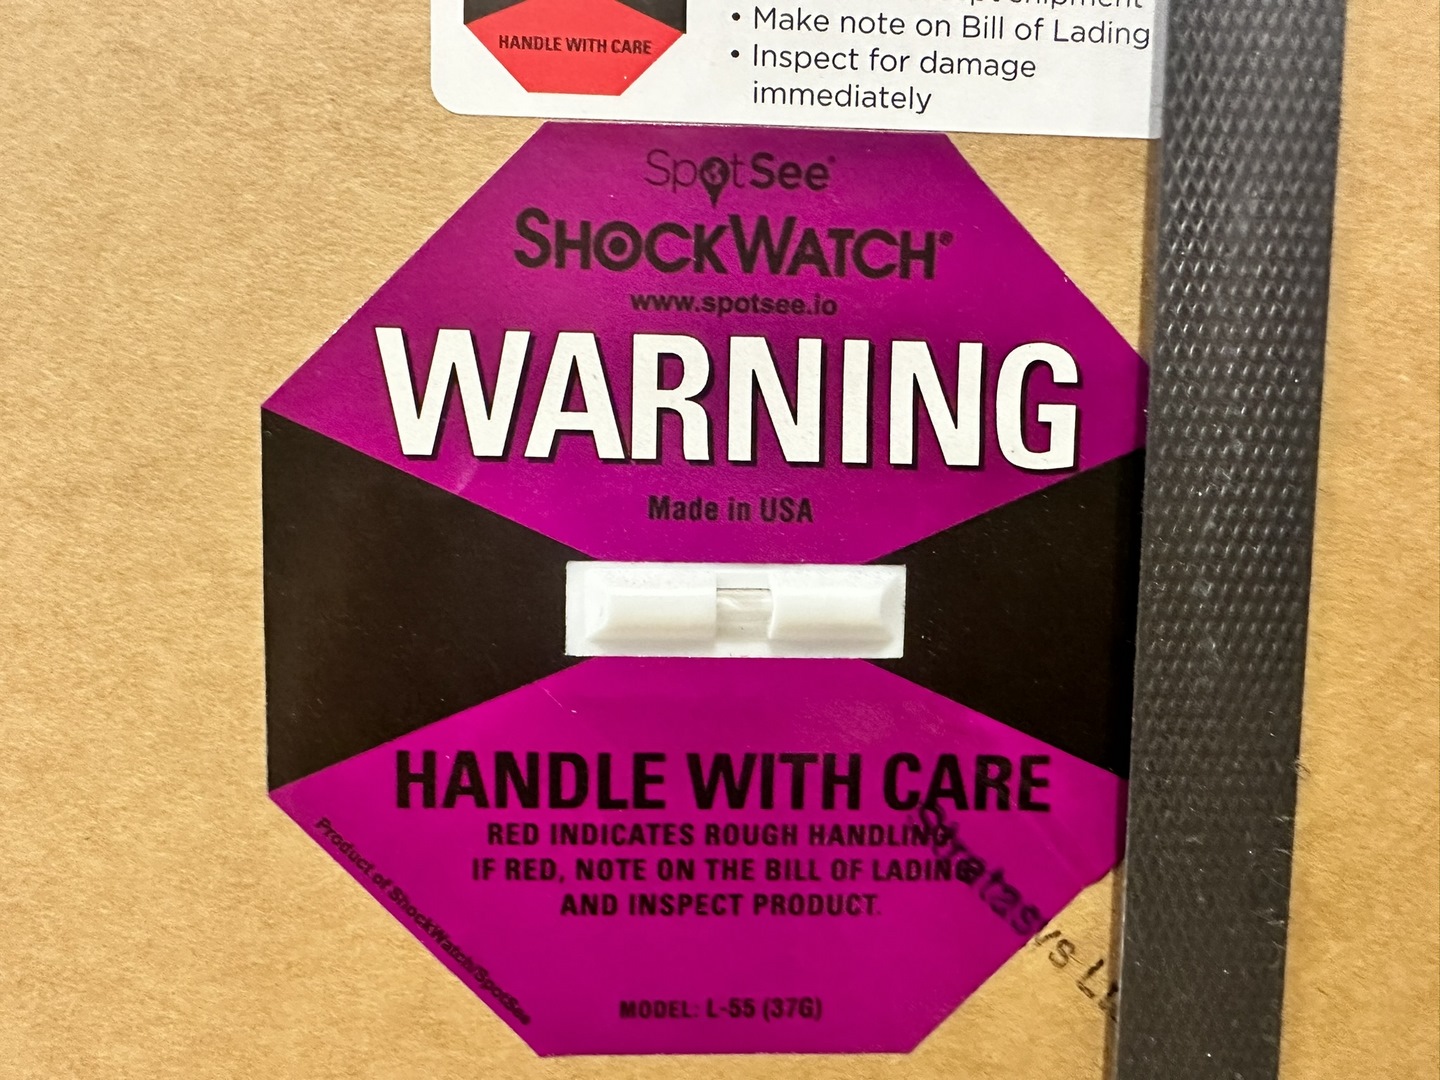 HANDLE WITH CARE
shipment
• Make note on Bill of Lading
• Inspect for damage
immediately
SpotSee®
SHOCKWATCH®
www.spotsee.io
WARNING
Made in USA
HANDLE WITH CARE
RED INDICATES ROUGH HANDLING
IF RED, NOTE ON THE BILL OF LADING
AND INSPECT PRODUCT.
Stratasys
Product of ShockWatch/SpotSee
MODEL: L-55 (37G)